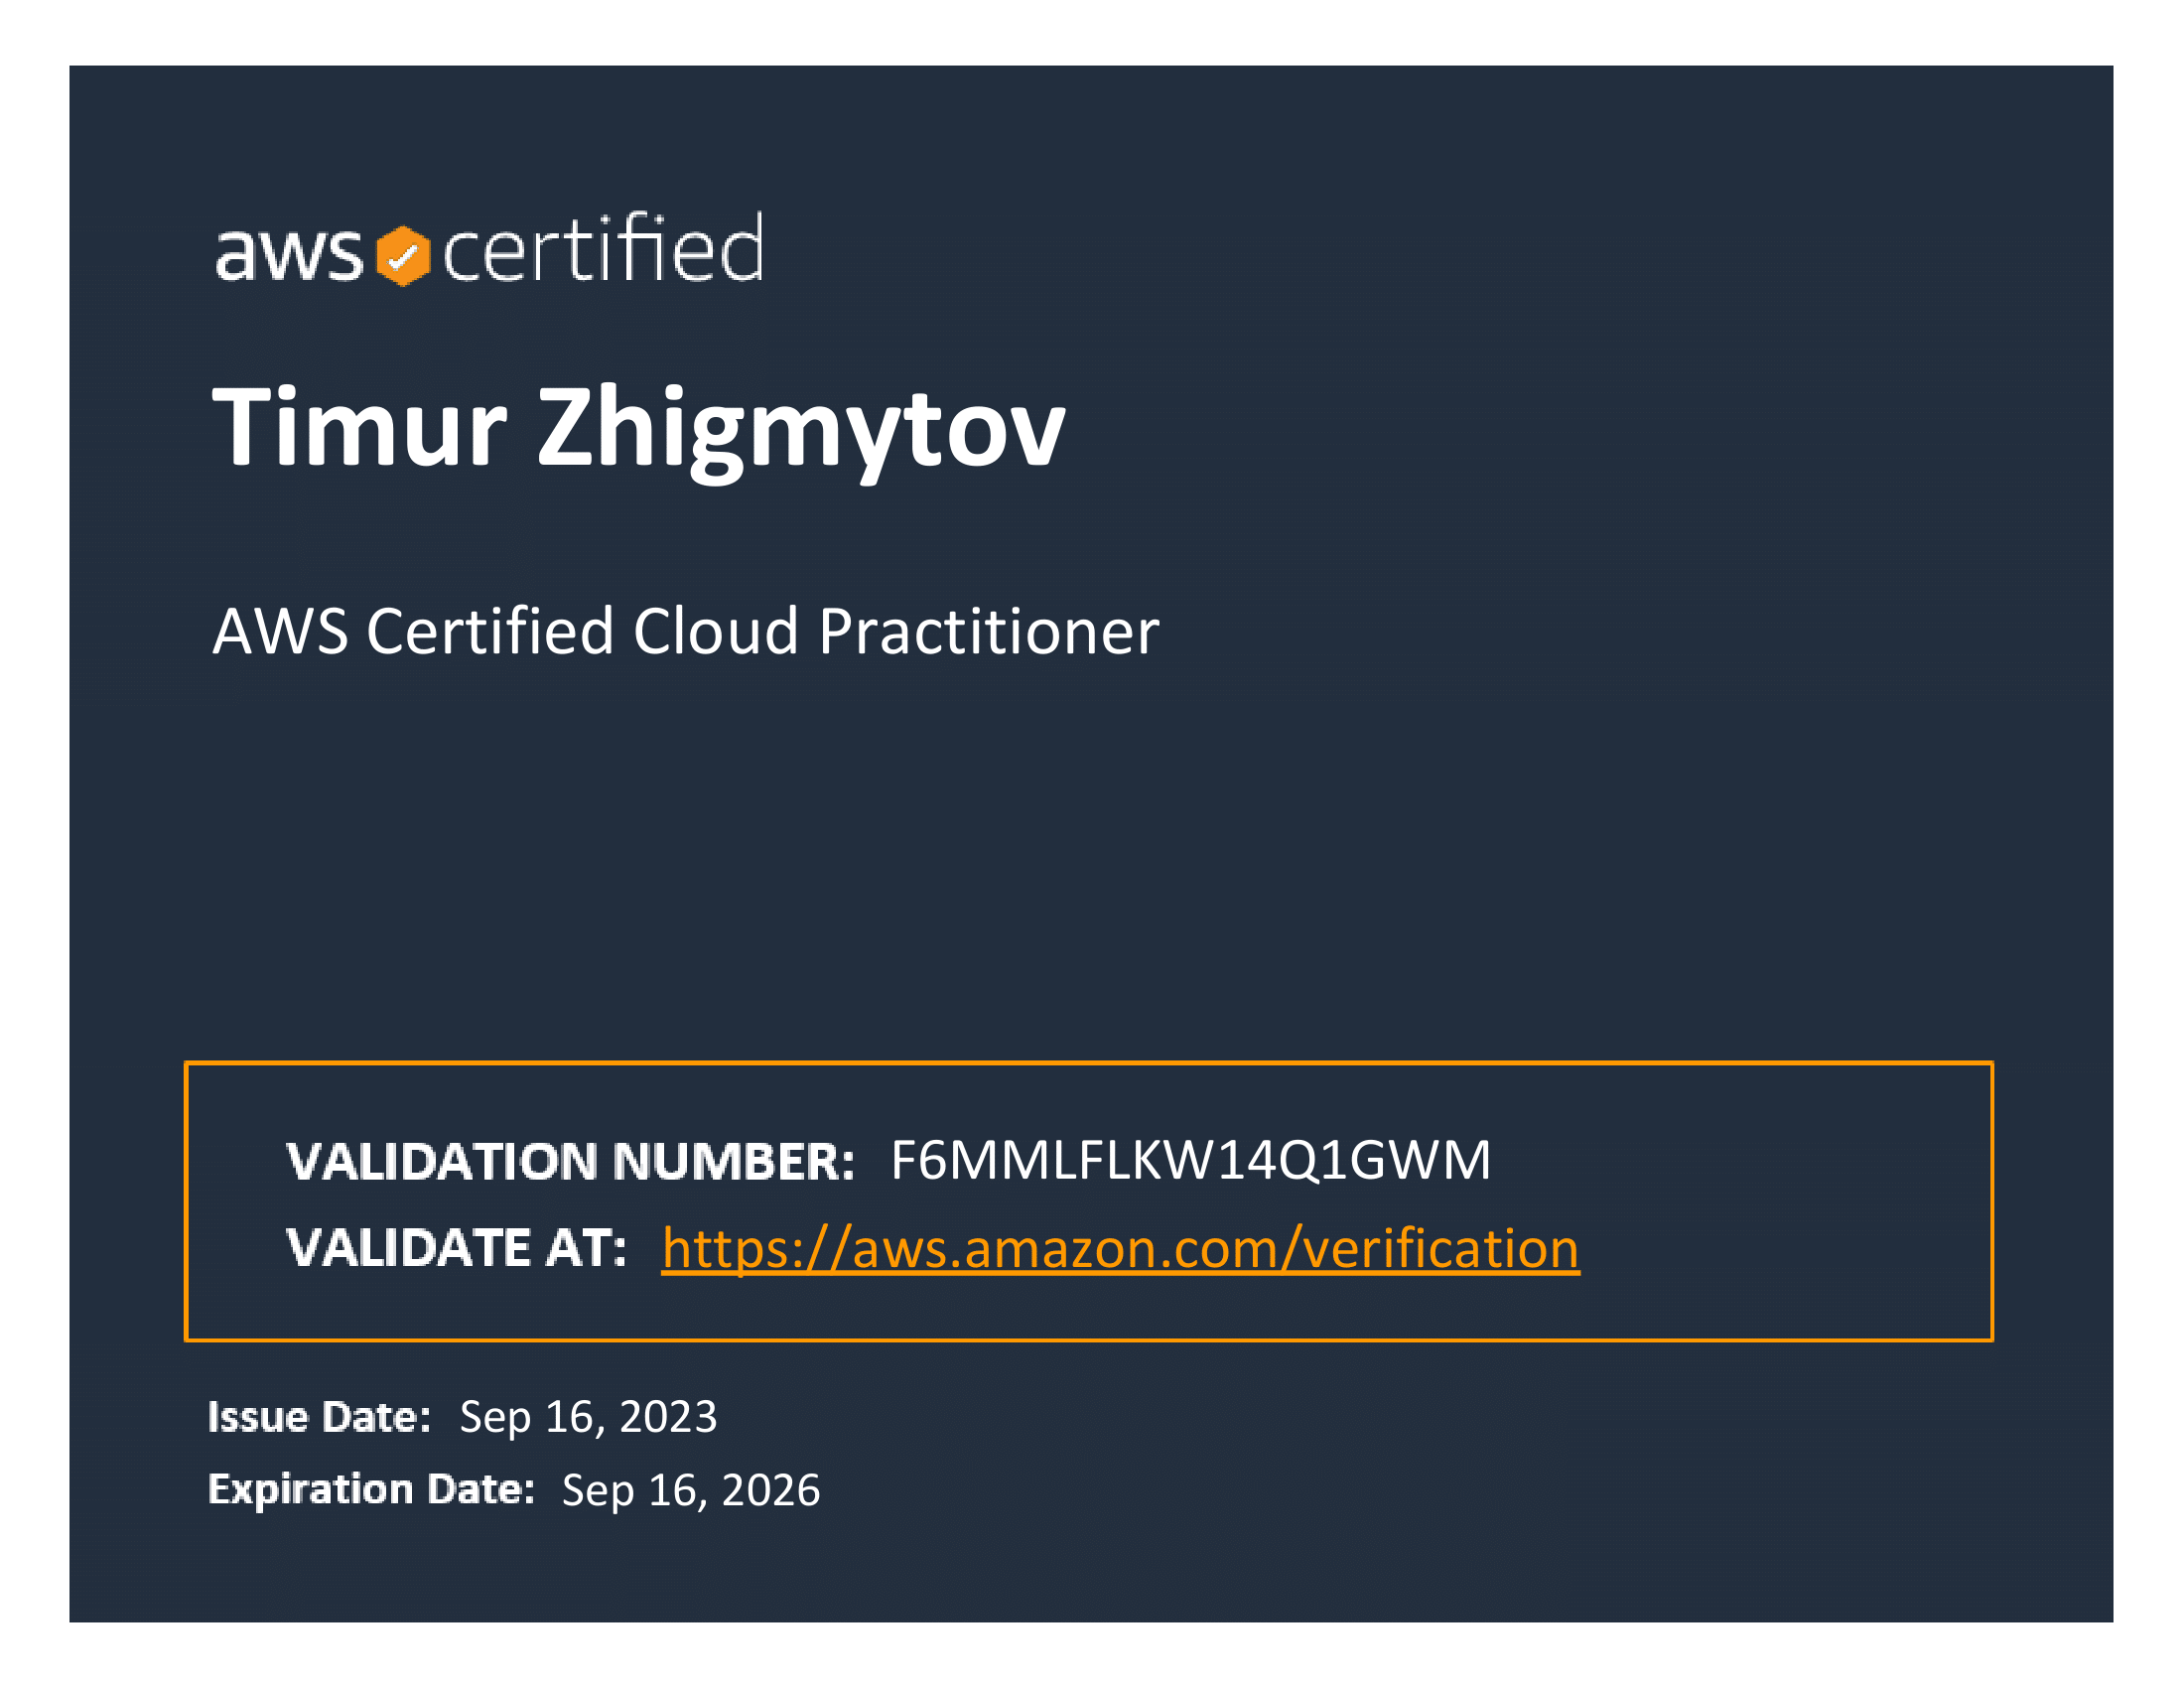 aws certified
Timur Zhigmytov
AWS Certified Cloud Practitioner
VALIDATION NUMBER: F6MMLFLKW14Q1GWM
VALIDATE AT: https://aws.amazon.com/verification
Issue Date: Sep 16, 2023
Expiration Date: Sep 16, 2026